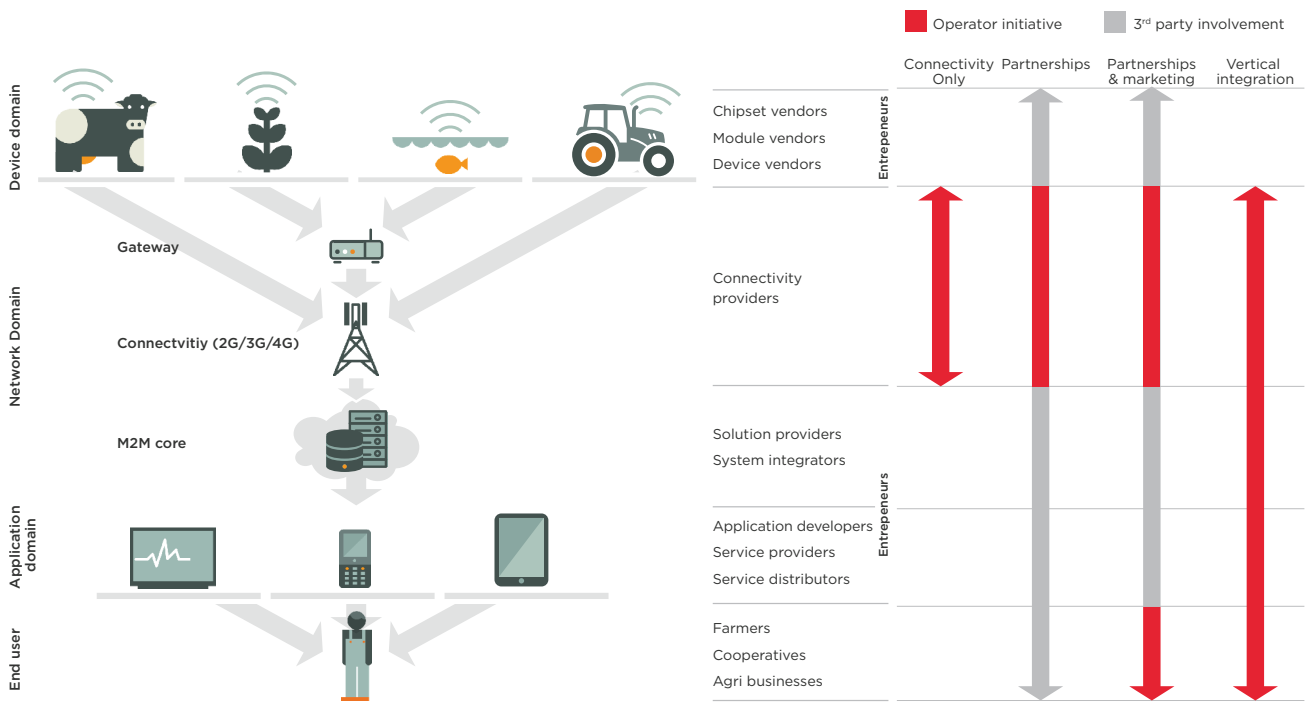 Operator initiative
3rd party involvement
Connectivity
Only
Partnerships
Partnerships
& marketing
Vertical
integration
Device domain
Chipset vendors
Module vendors
Device vendors
Entrepeneurs
Gateway
Network Domain
Connectvitiy (2G/3G/4G)
Connectivity
providers
M2M core
Solution providers
System integrators
Entrepeneurs
Application
domain
Application developers
Service providers
Service distributors
End user
Farmers
Cooperatives
Agri businesses